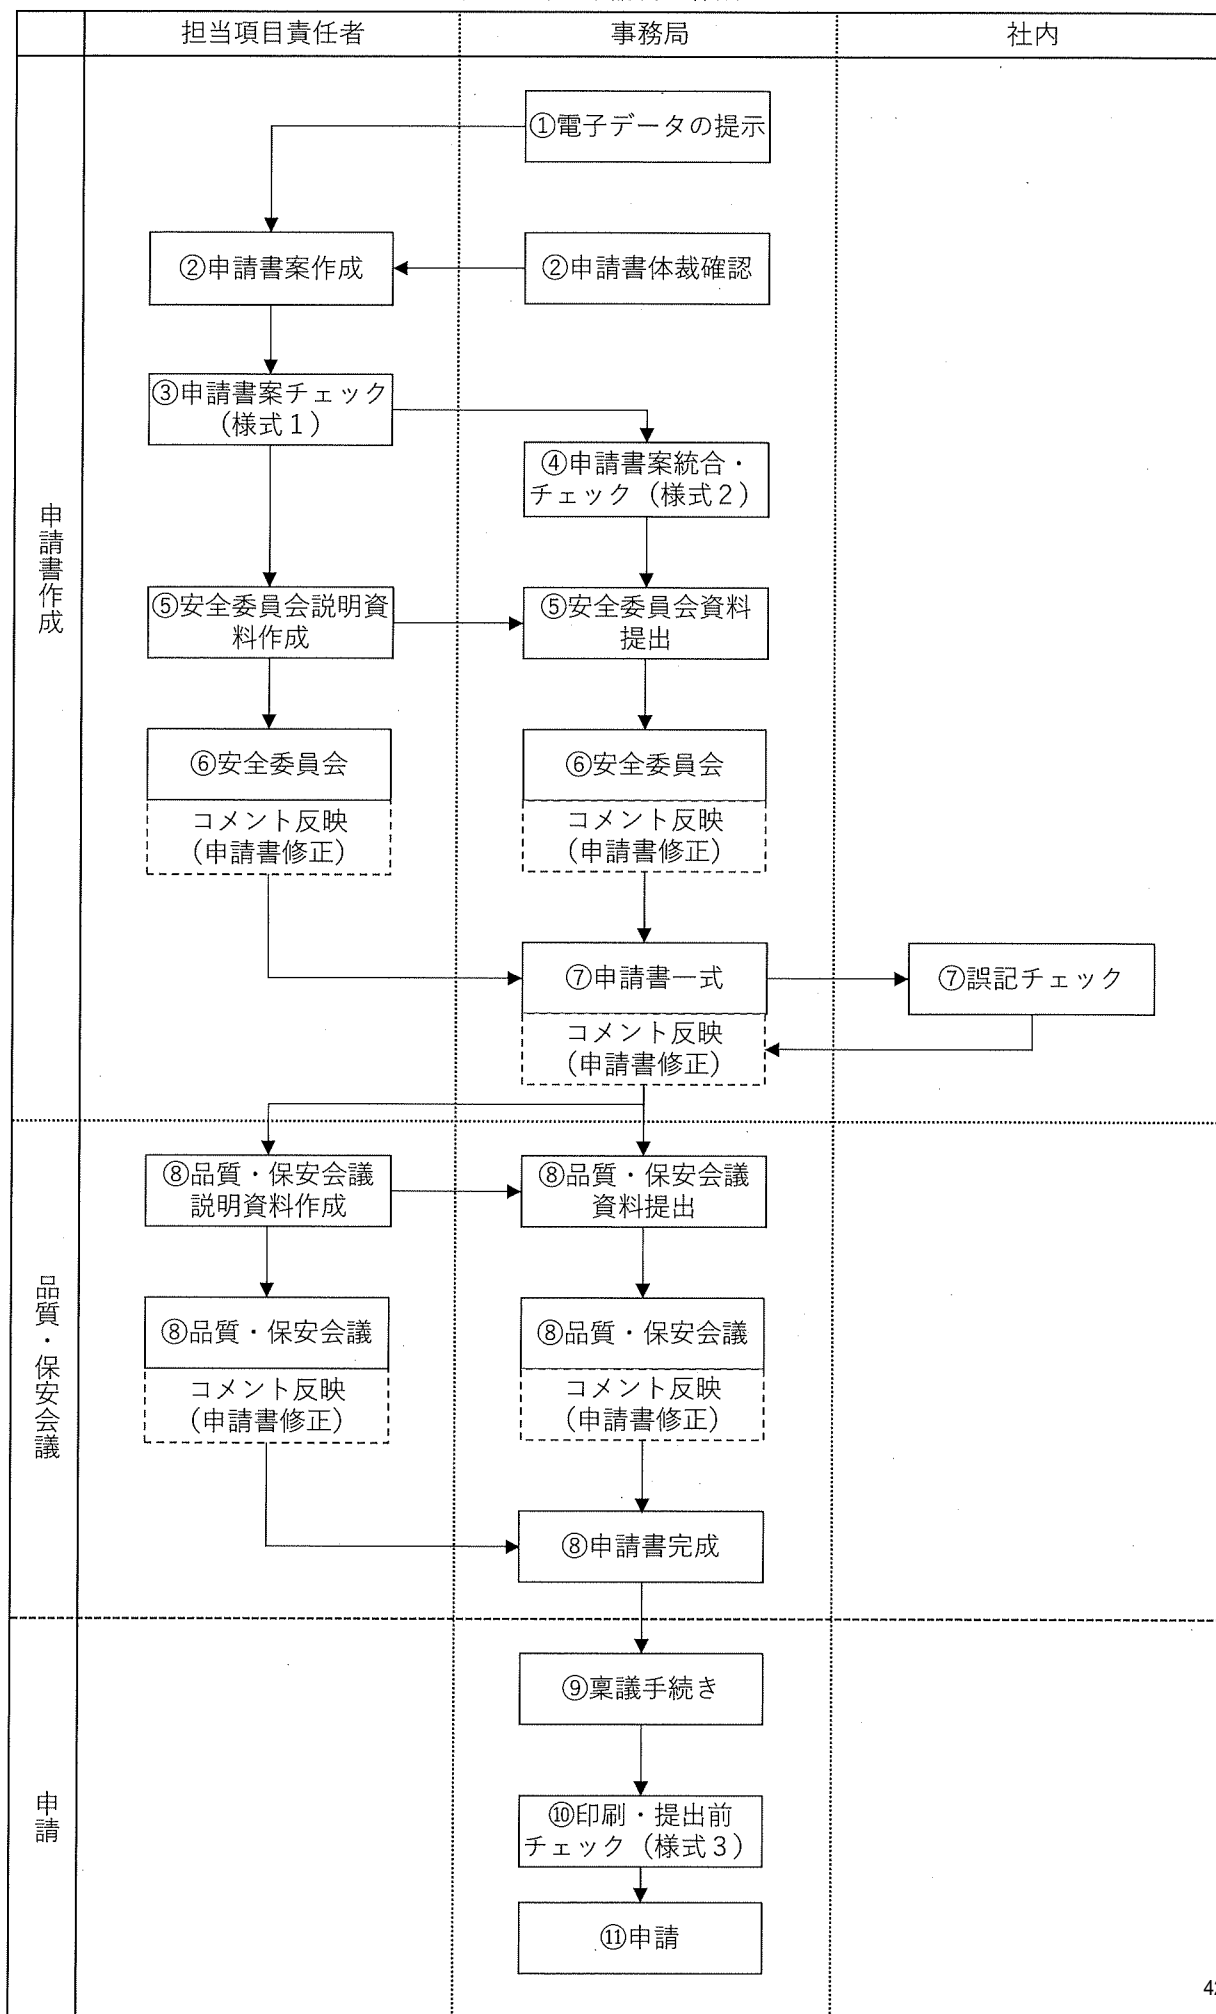 担当項目責任者
事務局
社内
申請書作成
①電子データの提示
②申請書案作成
②申請書体裁確認
③申請書案チェック
(様式1)
④申請書案統合・
チェック(様式2)
⑤安全委員会説明資
料作成
⑤安全委員会資料
提出
⑥安全委員会
コメント反映
(申請書修正)
⑥安全委員会
コメント反映
(申請書修正)
⑦申請書一式
コメント反映
(申請書修正)
⑦誤記チェック
品質・保安会議
⑧品質・保安会議
説明資料作成
⑧品質・保安会議
資料提出
⑧品質・保安会議
コメント反映
(申請書修正)
⑧品質・保安会議
コメント反映
(申請書修正)
⑧申請書完成
申請
⑨稟議手続き
⑩印刷・提出前
チェック(様式3)
⑪申請